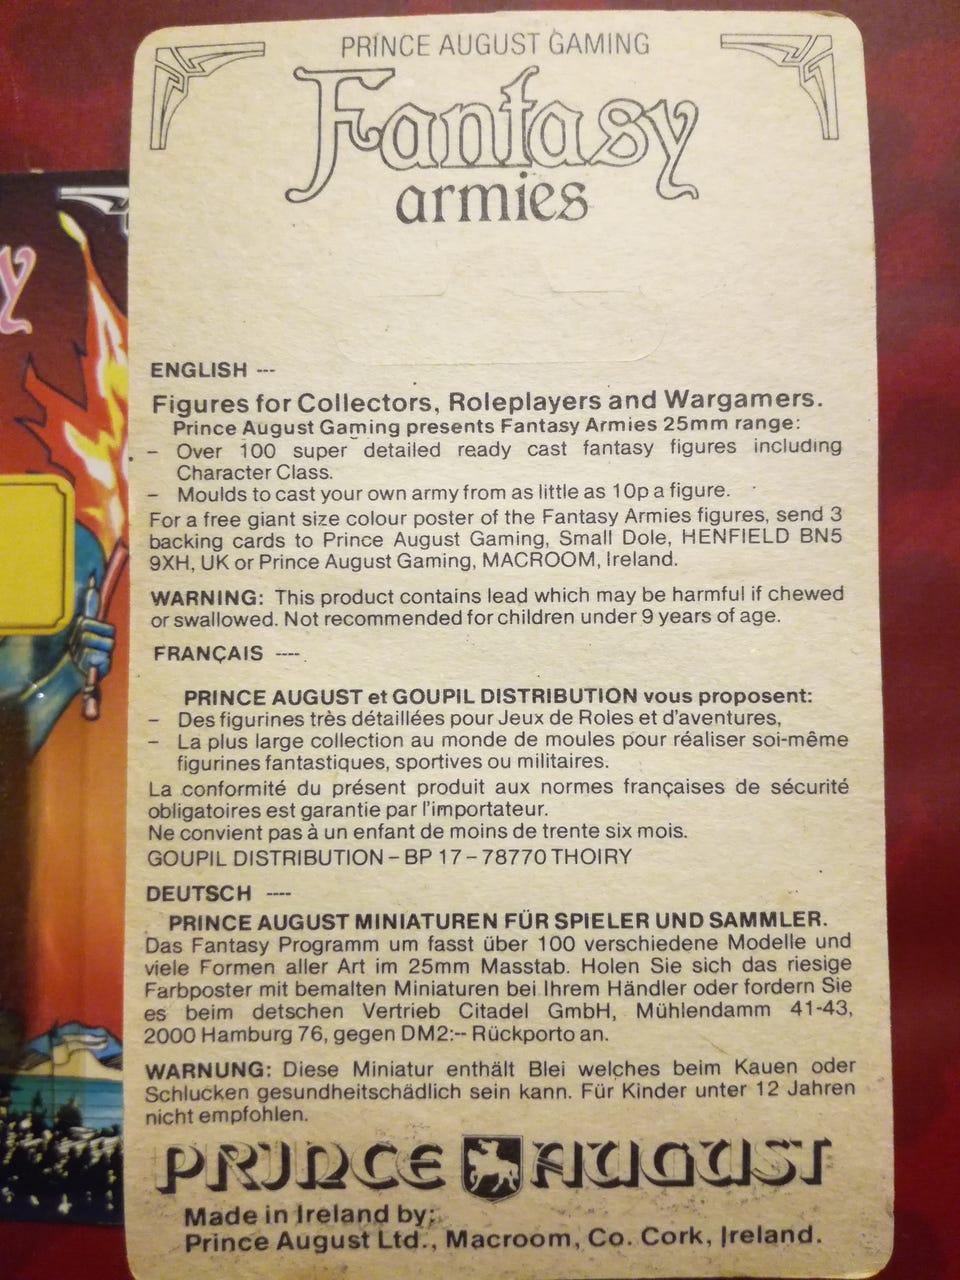 PRINCE AUGUST GAMING
Fantasy
armies
y
ENGLISH ---
Figures for Collectors, Roleplayers and Wargamers.
Prince August Gaming presents Fantasy Armies 25mm range:
– Over 100 super detailed ready cast fantasy figures including
Character Class.
– Moulds to cast your own army from as little as 10p a figure.
For a free giant size colour poster of the Fantasy Armies figures, send 3
backing cards to Prince August Gaming, Small Dole, HENFIELD BN5
9XH, UK or Prince August Gaming, MACROOM, Ireland.
WARNING: This product contains lead which may be harmful if chewed
or swallowed. Not recommended for children under 9 years of age.
FRANÇAIS ----
PRINCE AUGUST et GOUPIL DISTRIBUTION vous proposent:
– Des figurines très détaillées pour Jeux de Roles et d'aventures,
– La plus large collection au monde de moules pour réaliser soi-même
figurines fantastiques, sportives ou militaires.
La conformité du présent produit aux normes françaises de sécurité
obligatoires est garantie par l'importateur.
Ne convient pas à un enfant de moins de trente six mois.
GOUPIL DISTRIBUTION – BP 17 – 78770 THOIRY
DEUTSCH ----
PRINCE AUGUST MINIATUREN FÜR SPIELER UND SAMMLER.
Das Fantasy Programm um fasst über 100 verschiedene Modelle und
viele Formen aller Art im 25mm Masstab. Holen Sie sich das riesige
Farbposter mit bemalten Miniaturen bei Ihrem Händler oder fordern Sie
es beim detschen Vertrieb Citadel GmbH, Mühlendamm 41-43,
2000 Hamburg 76, gegen DM2:-- Rückporto an.
WARNUNG: Diese Miniatur enthält Blei welches beim Kauen oder
Schlucken gesundheitschädlich sein kann. Für Kinder unter 12 Jahren
nicht empfohlen.
PRINCE AUGUST
Made in Ireland by:
Prince August Ltd., Macroom, Co. Cork, Ireland.